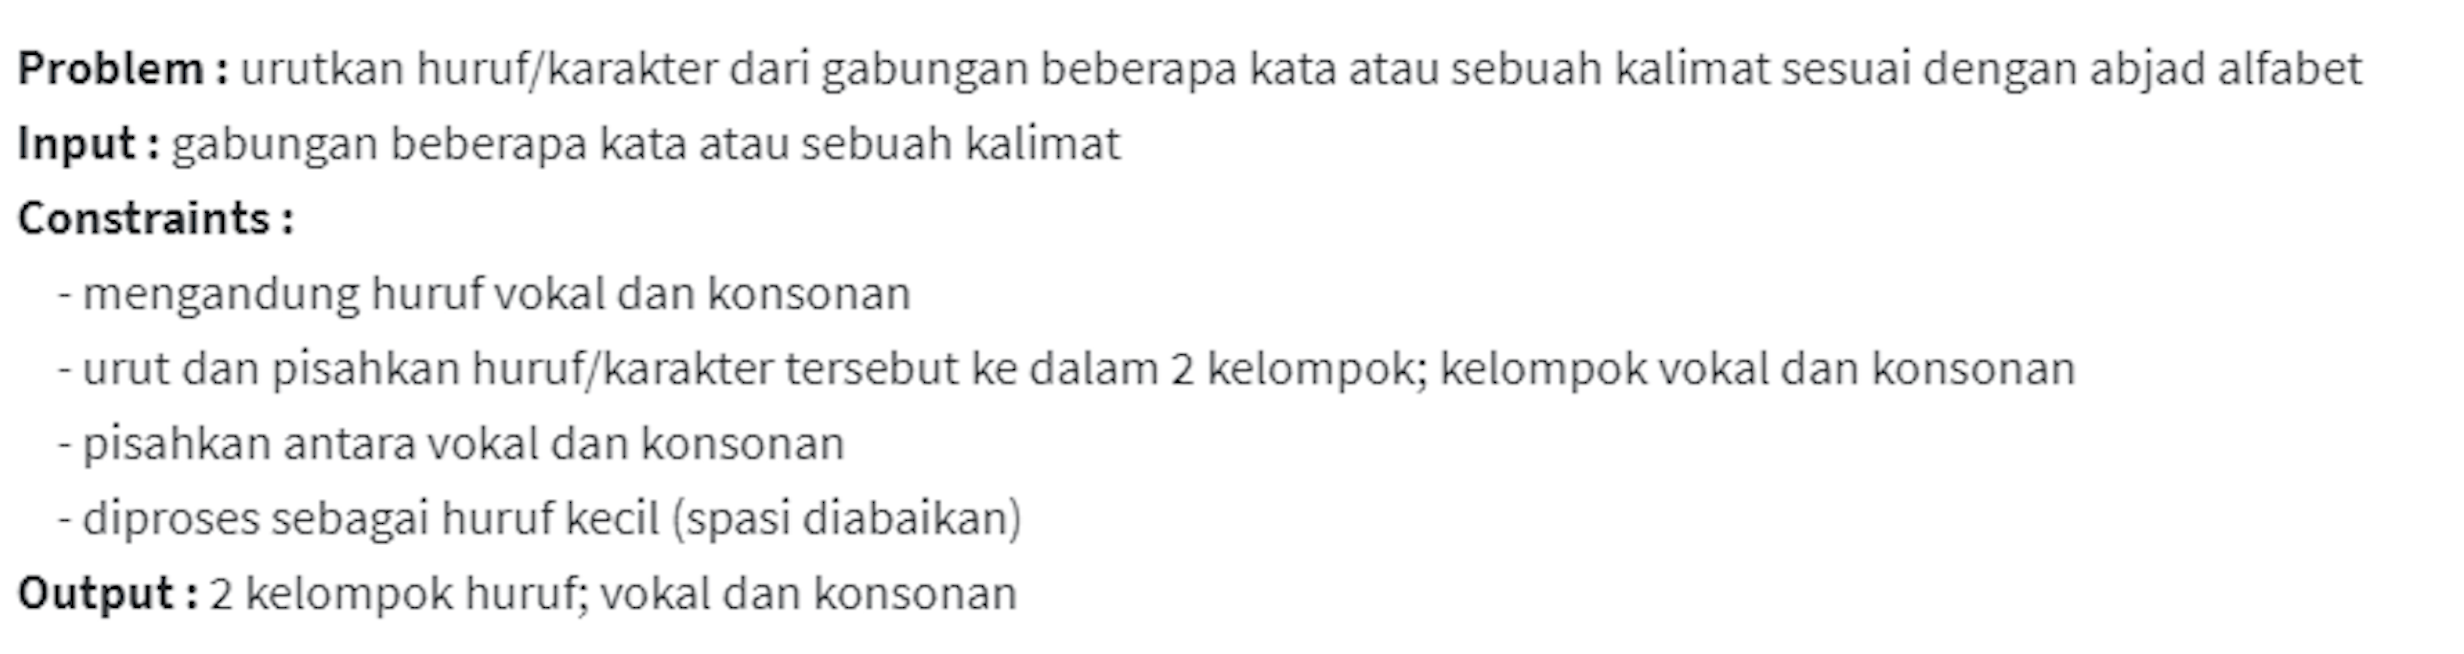 Problem : urutkan huruf/karakter dari gabungan beberapa kata atau sebuah kalimat sesuai dengan abjad alfabet
Input : gabungan beberapa kata atau sebuah kalimat
Constraints :
- mengandung huruf vokal dan konsonan
- urut dan pisahkan huruf/karakter tersebut ke dalam 2 kelompok; kelompok vokal dan konsonan
- pisahkan antara vokal dan konsonan
- diproses sebagai huruf kecil (spasi diabaikan)
Output : 2 kelompok huruf; vokal dan konsonan